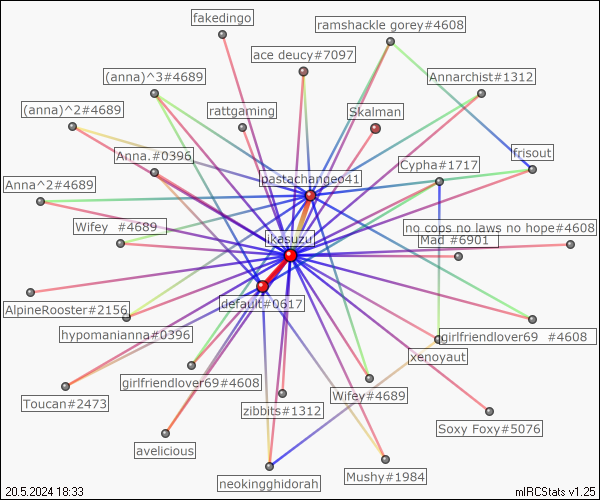 fakedingo
ramshackle gorey#4608
ace deucy#7097
(anna)^3#4689
Annarchist#1312
(anna)^2#4689
rattgaming
Skalman
Anna.#0396
frisout
Cypha#1717
pastachangeo41
Anna^2#4689
Wifey  #4689
no cops no laws no hope#4608
ikasuzu
Mad #6901
default#0617
AlpineRooster#2156
hypomanianna#0396
girlfriendlover69  #4608
xenoyaut
girlfriendlover69#4608
Wifey#4689
Toucan#2473
zibbits#1312
Soxy Foxy#5076
avelicious
Mushy#1984
neokingghidorah
20.5.2024 18:33
mIRCStats v1.25